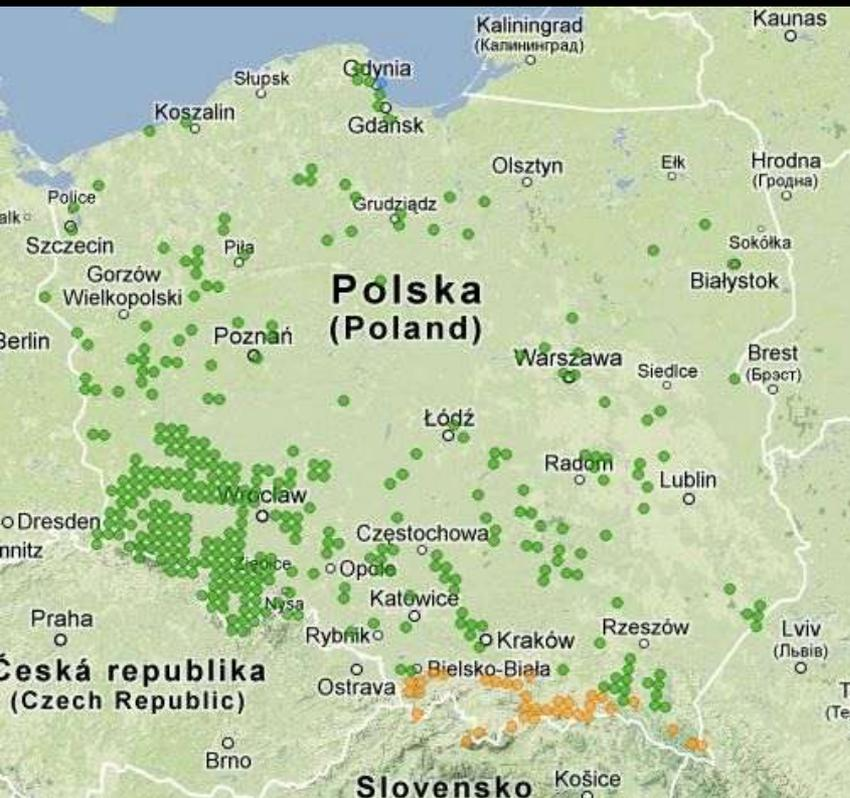 Kaliningrad
(Калининград)
Kaunas
Gdynia
Słupsk
Koszalin
Gdańsk
Olsztyn
Ełk
Hrodna
(Гродна)
Police
Grudziądz
Szczecin
Piła
Sokółka
Białystok
Gorzów
Wielkopolski
Polska
(Poland)
Berlin
Poznań
Warszawa
Siedlce
Brest
(Брэст)
Łódź
Radom
Lublin
Wrocław
Dresden
Częstochowa
Opole
Nysa
Katowice
Praha
Rybnik
Kraków
Rzeszów
Lviv
(Львів)
Česká republika
(Czech Republic)
Ostrava
Bielsko-Biała
Brno
Slovensko
Košice